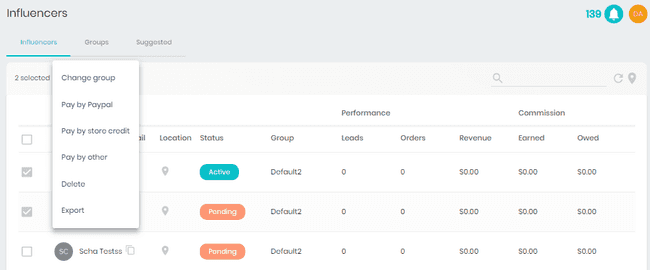 Influencers
139 DA
Influencers Groups Suggested
2 selected
Change group
Pay by Paypal
Pay by store credit
Pay by other
Delete
Export
Performance Commission
ail Location Status Group Leads Orders Revenue Earned Owed
Active Default2 0 0 $0.00 $0.00 $0.00
Pending Default2 0 0 $0.00 $0.00 $0.00
SC Scha Testss Pending Default2 0 0 $0.00 $0.00 $0.00